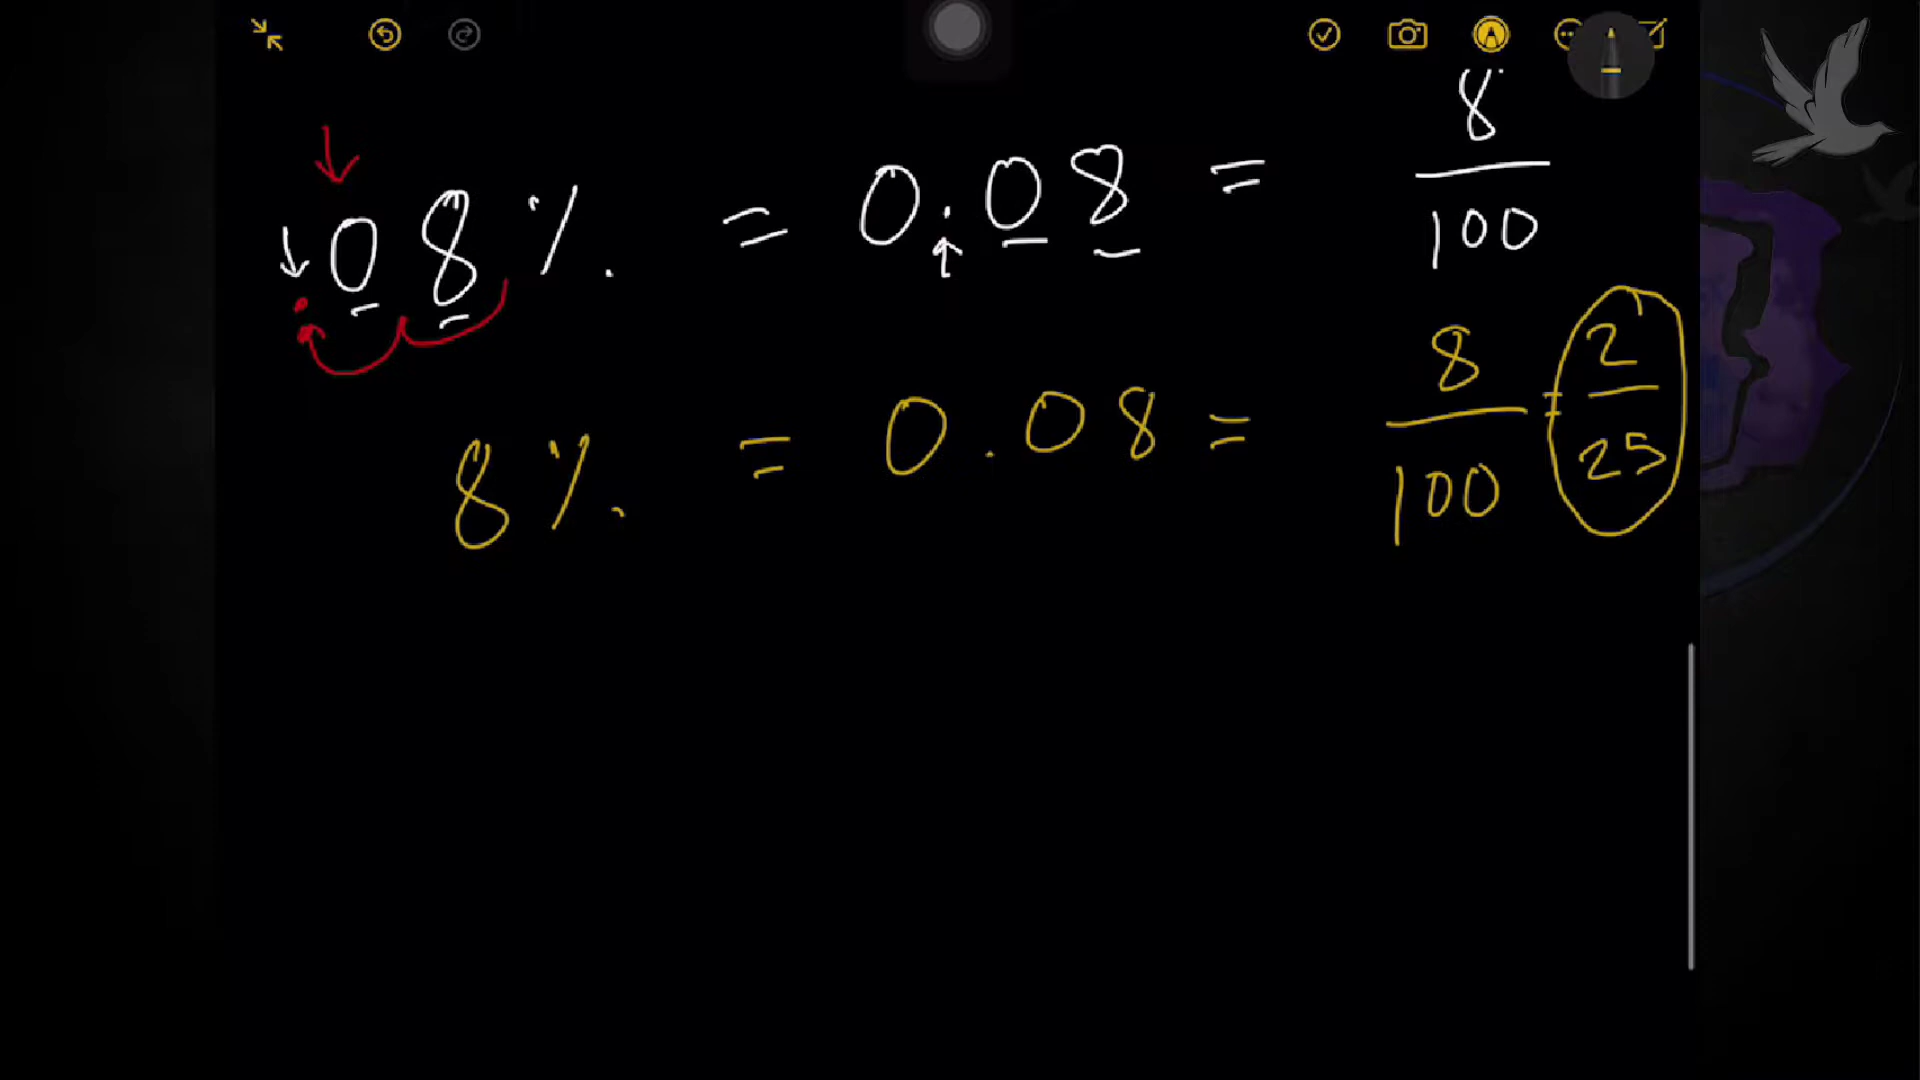 08% = 0.08 = 8/100
8% = 0.08 = 8/100 = 2/25